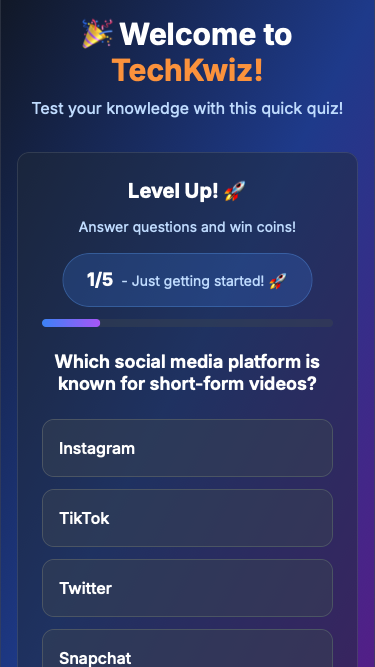 🎉 Welcome to
TechKwiz!
Test your knowledge with this quick quiz!
Level Up! 🚀
Answer questions and win coins!
1/5 - Just getting started! 🚀
Which social media platform is
known for short-form videos?
Instagram
TikTok
Twitter
Snapchat